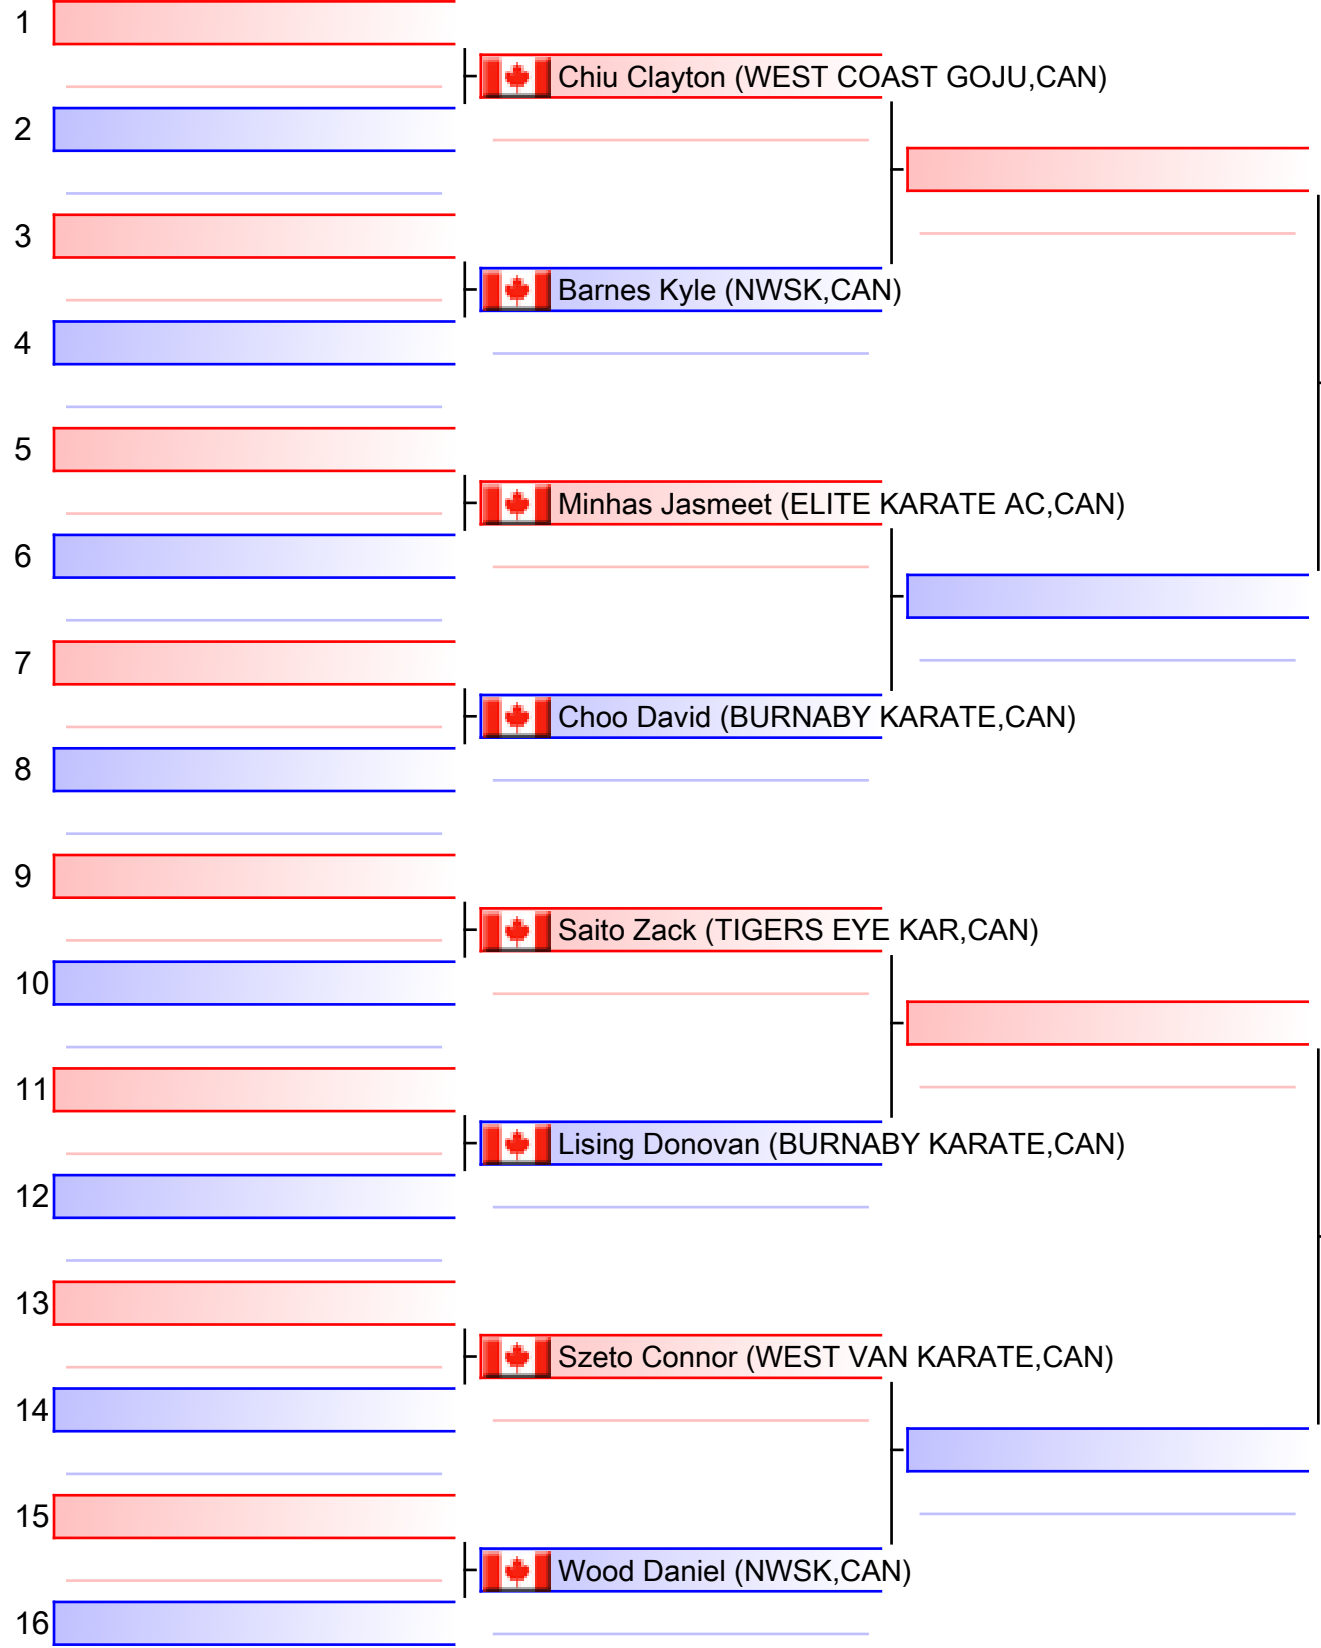 1
Chiu Clayton (WEST COAST GOJU,CAN)
2
3
Barnes Kyle (NWSK,CAN)
4
5
Minhas Jasmeet (ELITE KARATE AC,CAN)
6
7
Choo David (BURNABY KARATE,CAN)
8
9
Saito Zack (TIGERS EYE KAR,CAN)
10
11
Lising Donovan (BURNABY KARATE,CAN)
12
13
Szeto Connor (WEST VAN KARATE,CAN)
14
15
Wood Daniel (NWSK,CAN)
16